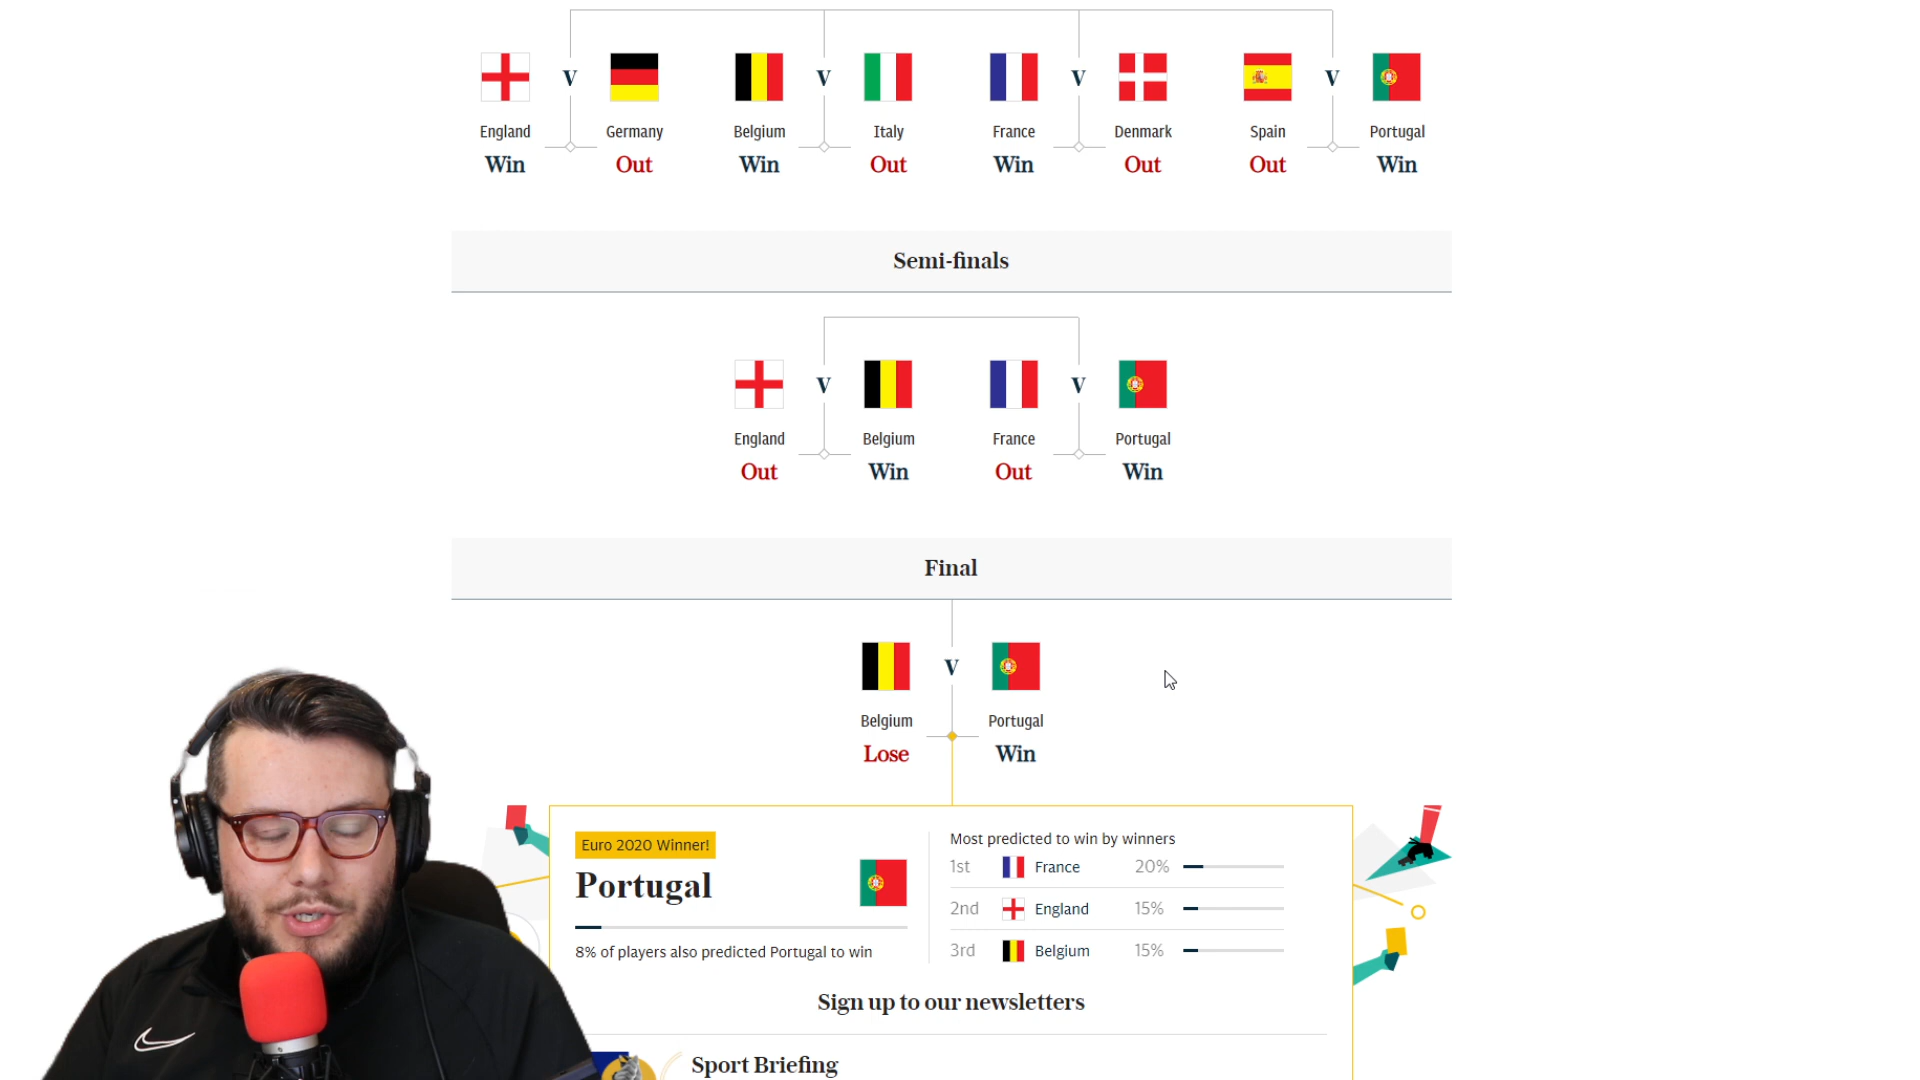 England V Germany Belgium V Italy France V Denmark Spain V Portugal
Win Out Win Out Win Out Out Win
Semi-finals
England V Belgium France V Portugal
Out Win Out Win
Final
Belgium V Portugal
Lose Win
Euro 2020 Winner!
Portugal
8% of players also predicted Portugal to win
Most predicted to win by winners
1st France 20%
2nd England 15%
3rd Belgium 15%
Sign up to our newsletters
Sport Briefing